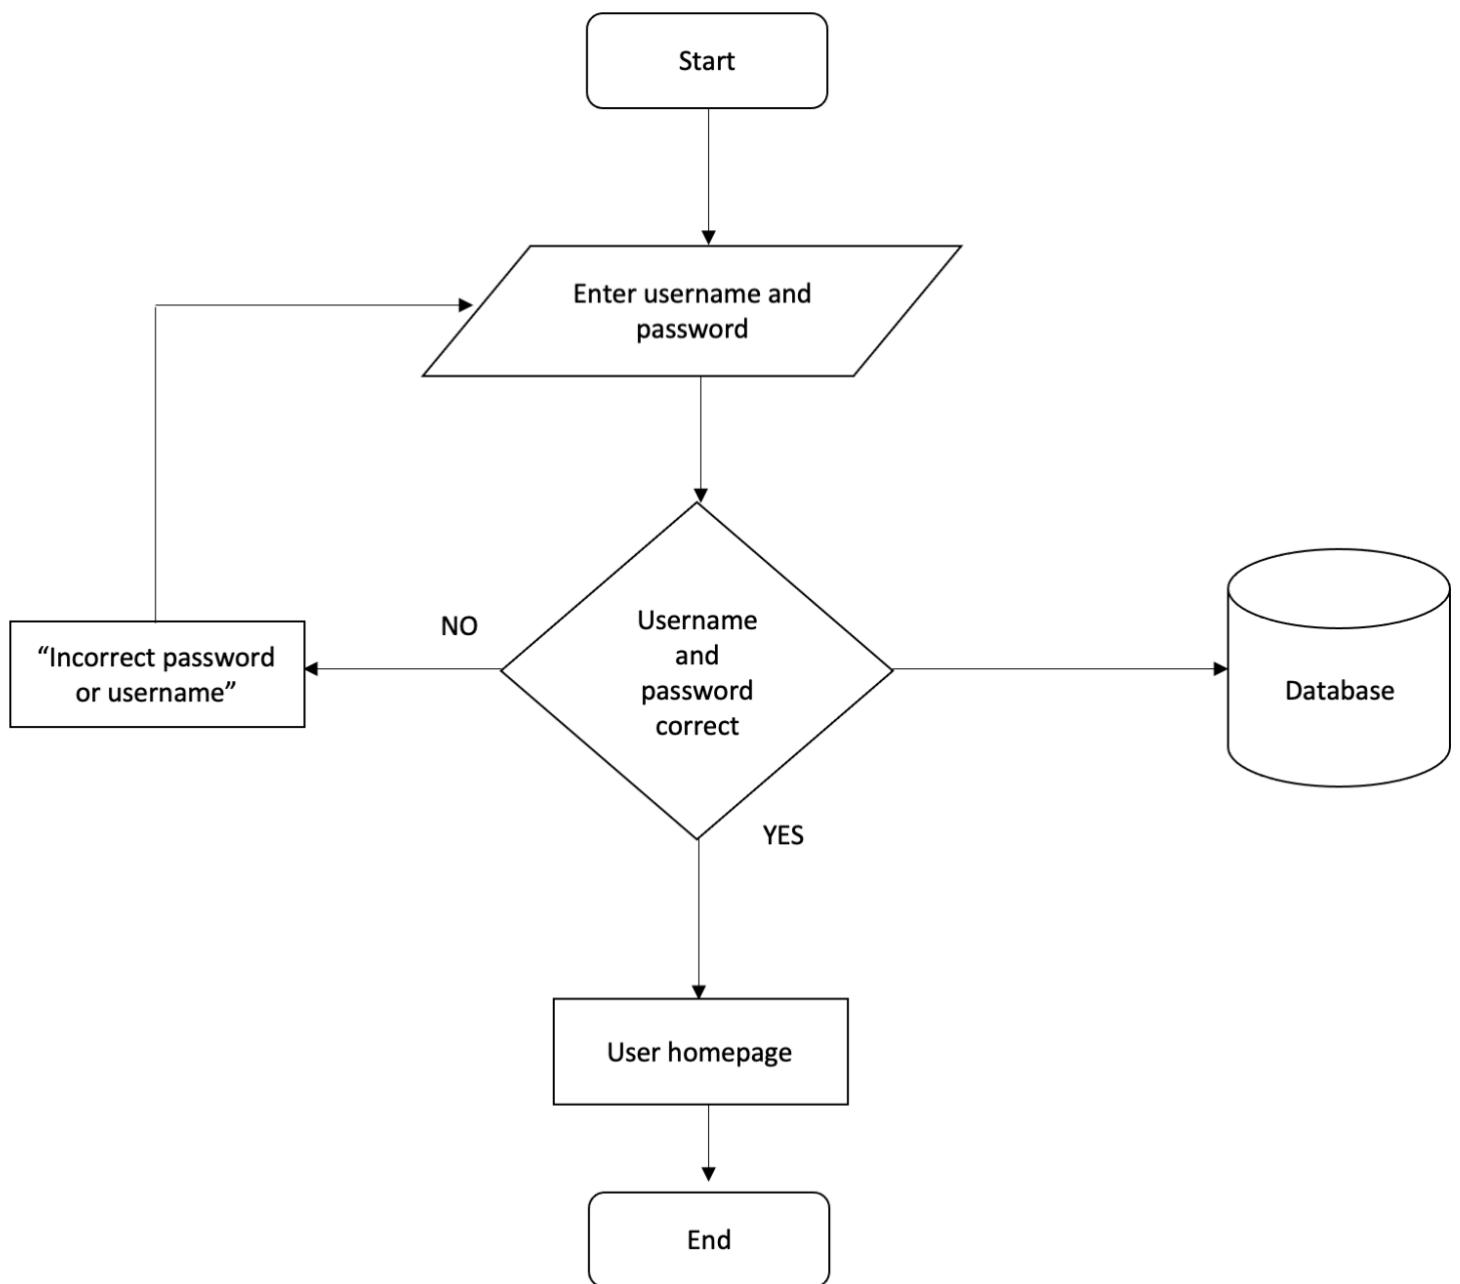 Start
Enter username and
password
NO
Username
and
password
correct
“Incorrect password
or username”
Database
YES
User homepage
End